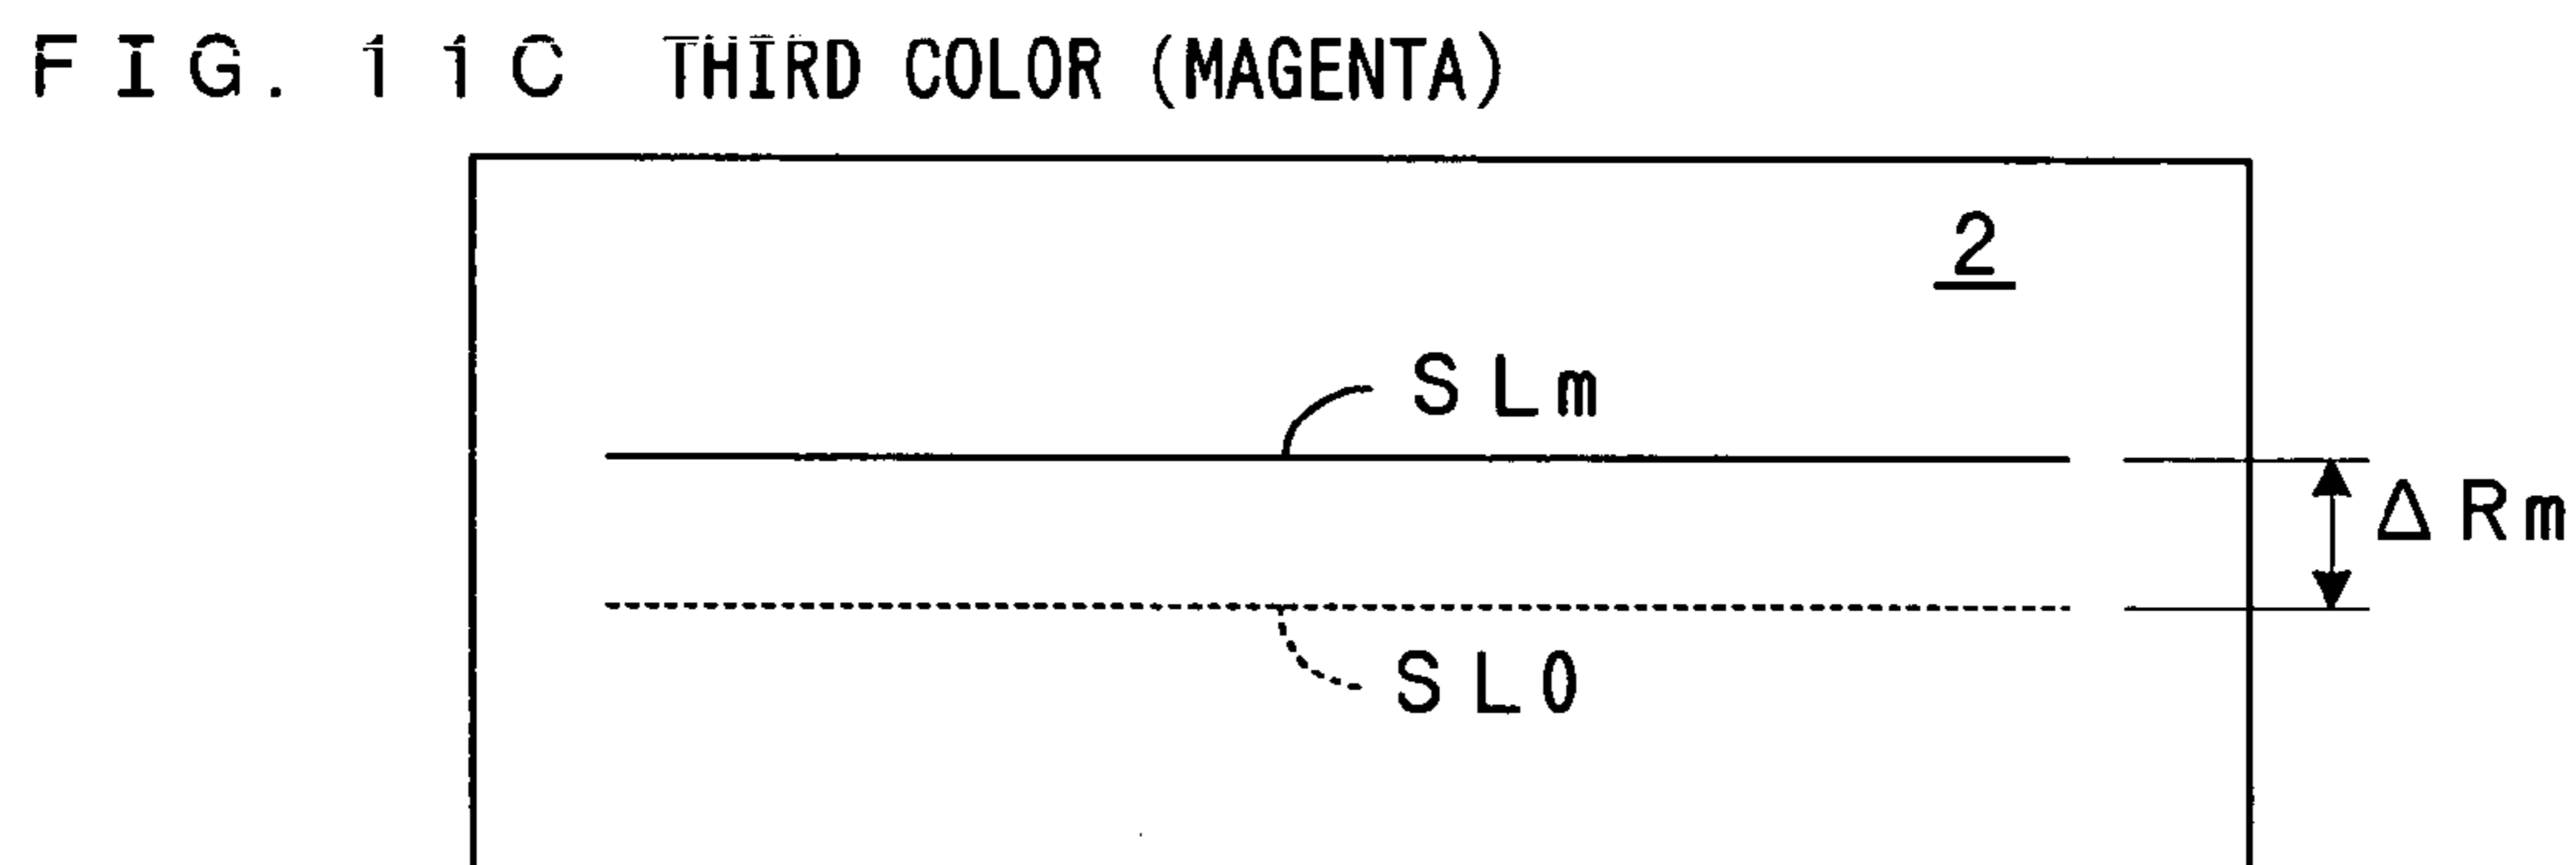 FIG. 11C THIRD COLOR (MAGENTA)
2
SLm
ΔRm
SL0